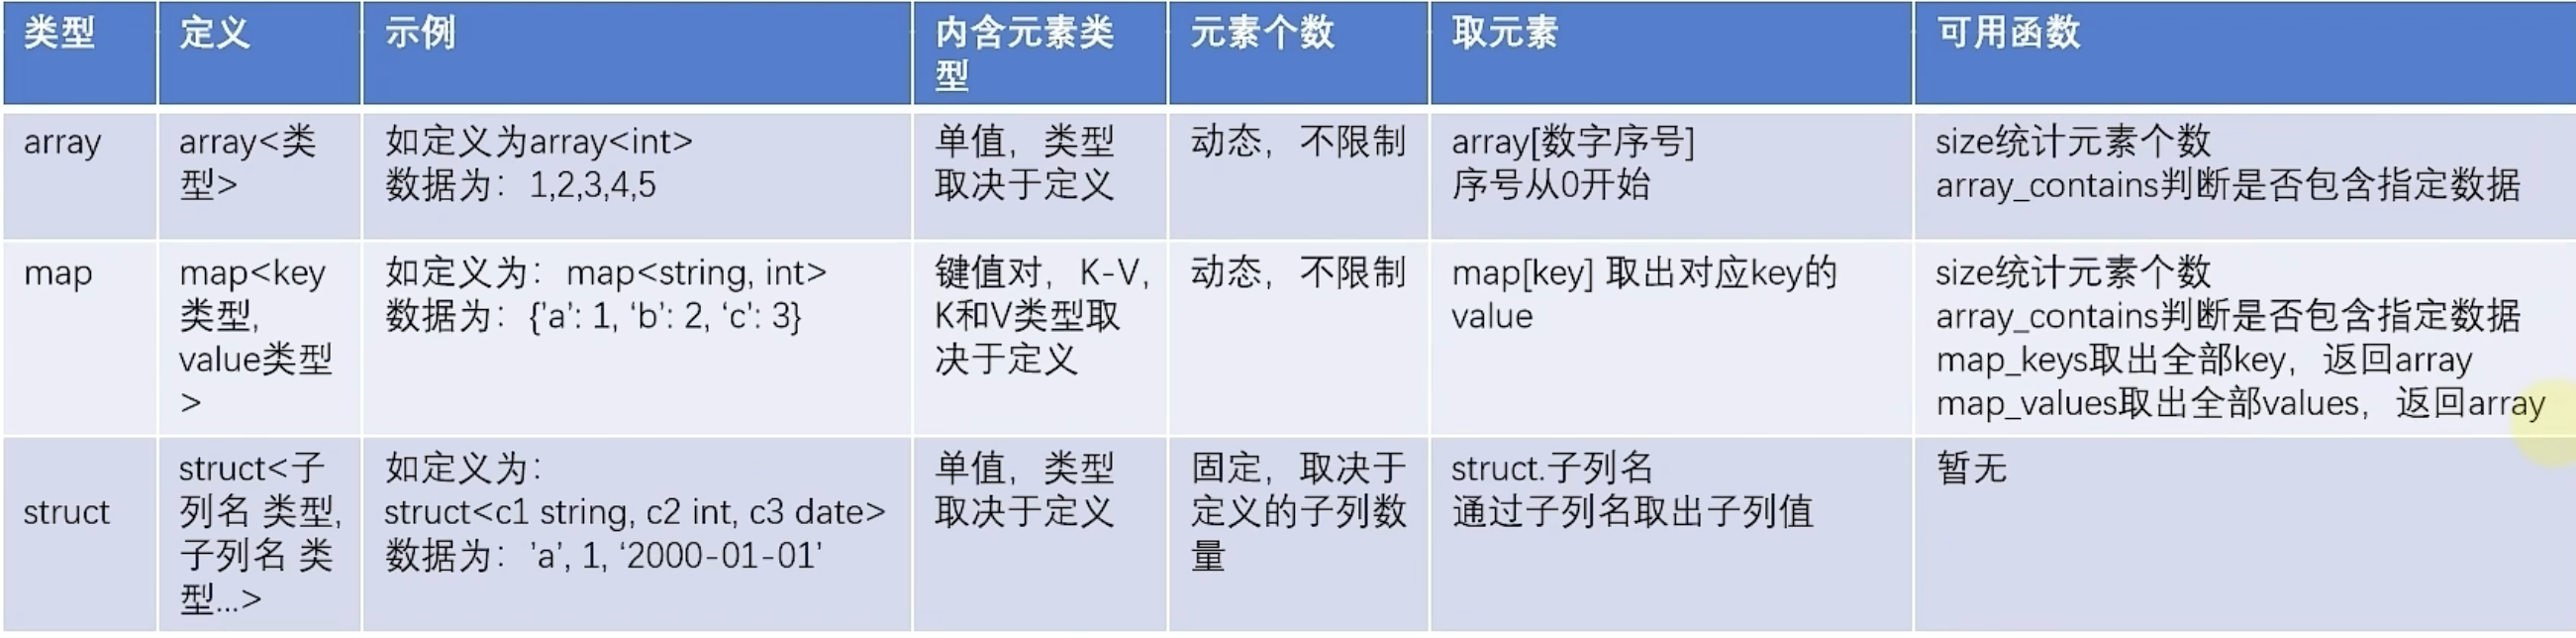 类型
定义
示例
内含元素类
型
元素个数
取元素
可用函数
array
array<类
型>
如定义为array<int>
数据为：1,2,3,4,5
单值，类型
取决于定义
动态，不限制
array[数字序号]
序号从0开始
size统计元素个数
array_contains判断是否包含指定数据
map
map<key
类型,
value类型
>
如定义为：map<string, int>
数据为：{’a’: 1, ‘b’: 2, ‘c’: 3}
键值对，K-V，
K和V类型取
决于定义
动态，不限制
map[key] 取出对应key的
value
size统计元素个数
array_contains判断是否包含指定数据
map_keys取出全部key，返回array
map_values取出全部values，返回array
struct
struct<子
列名 类型,
子列名 类
型...>
如定义为：
struct<c1 string, c2 int, c3 date>
数据为：’a’, 1, ‘2000-01-01’
单值，类型
取决于定义
固定，取决于
定义的子列数
量
struct.子列名
通过子列名取出子列值
暂无